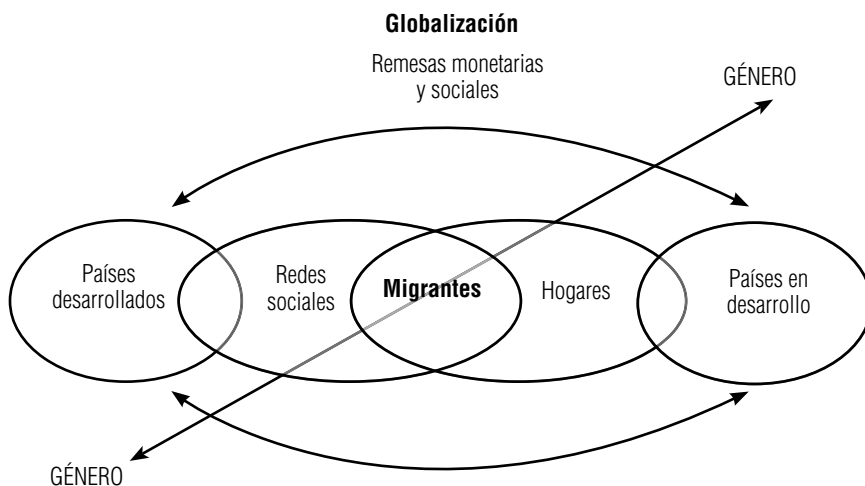 Globalización
Remesas monetarias
y sociales
GÉNERO
Países
desarrollados
Redes
sociales
Migrantes
Hogares
Países en
desarrollo
GÉNERO